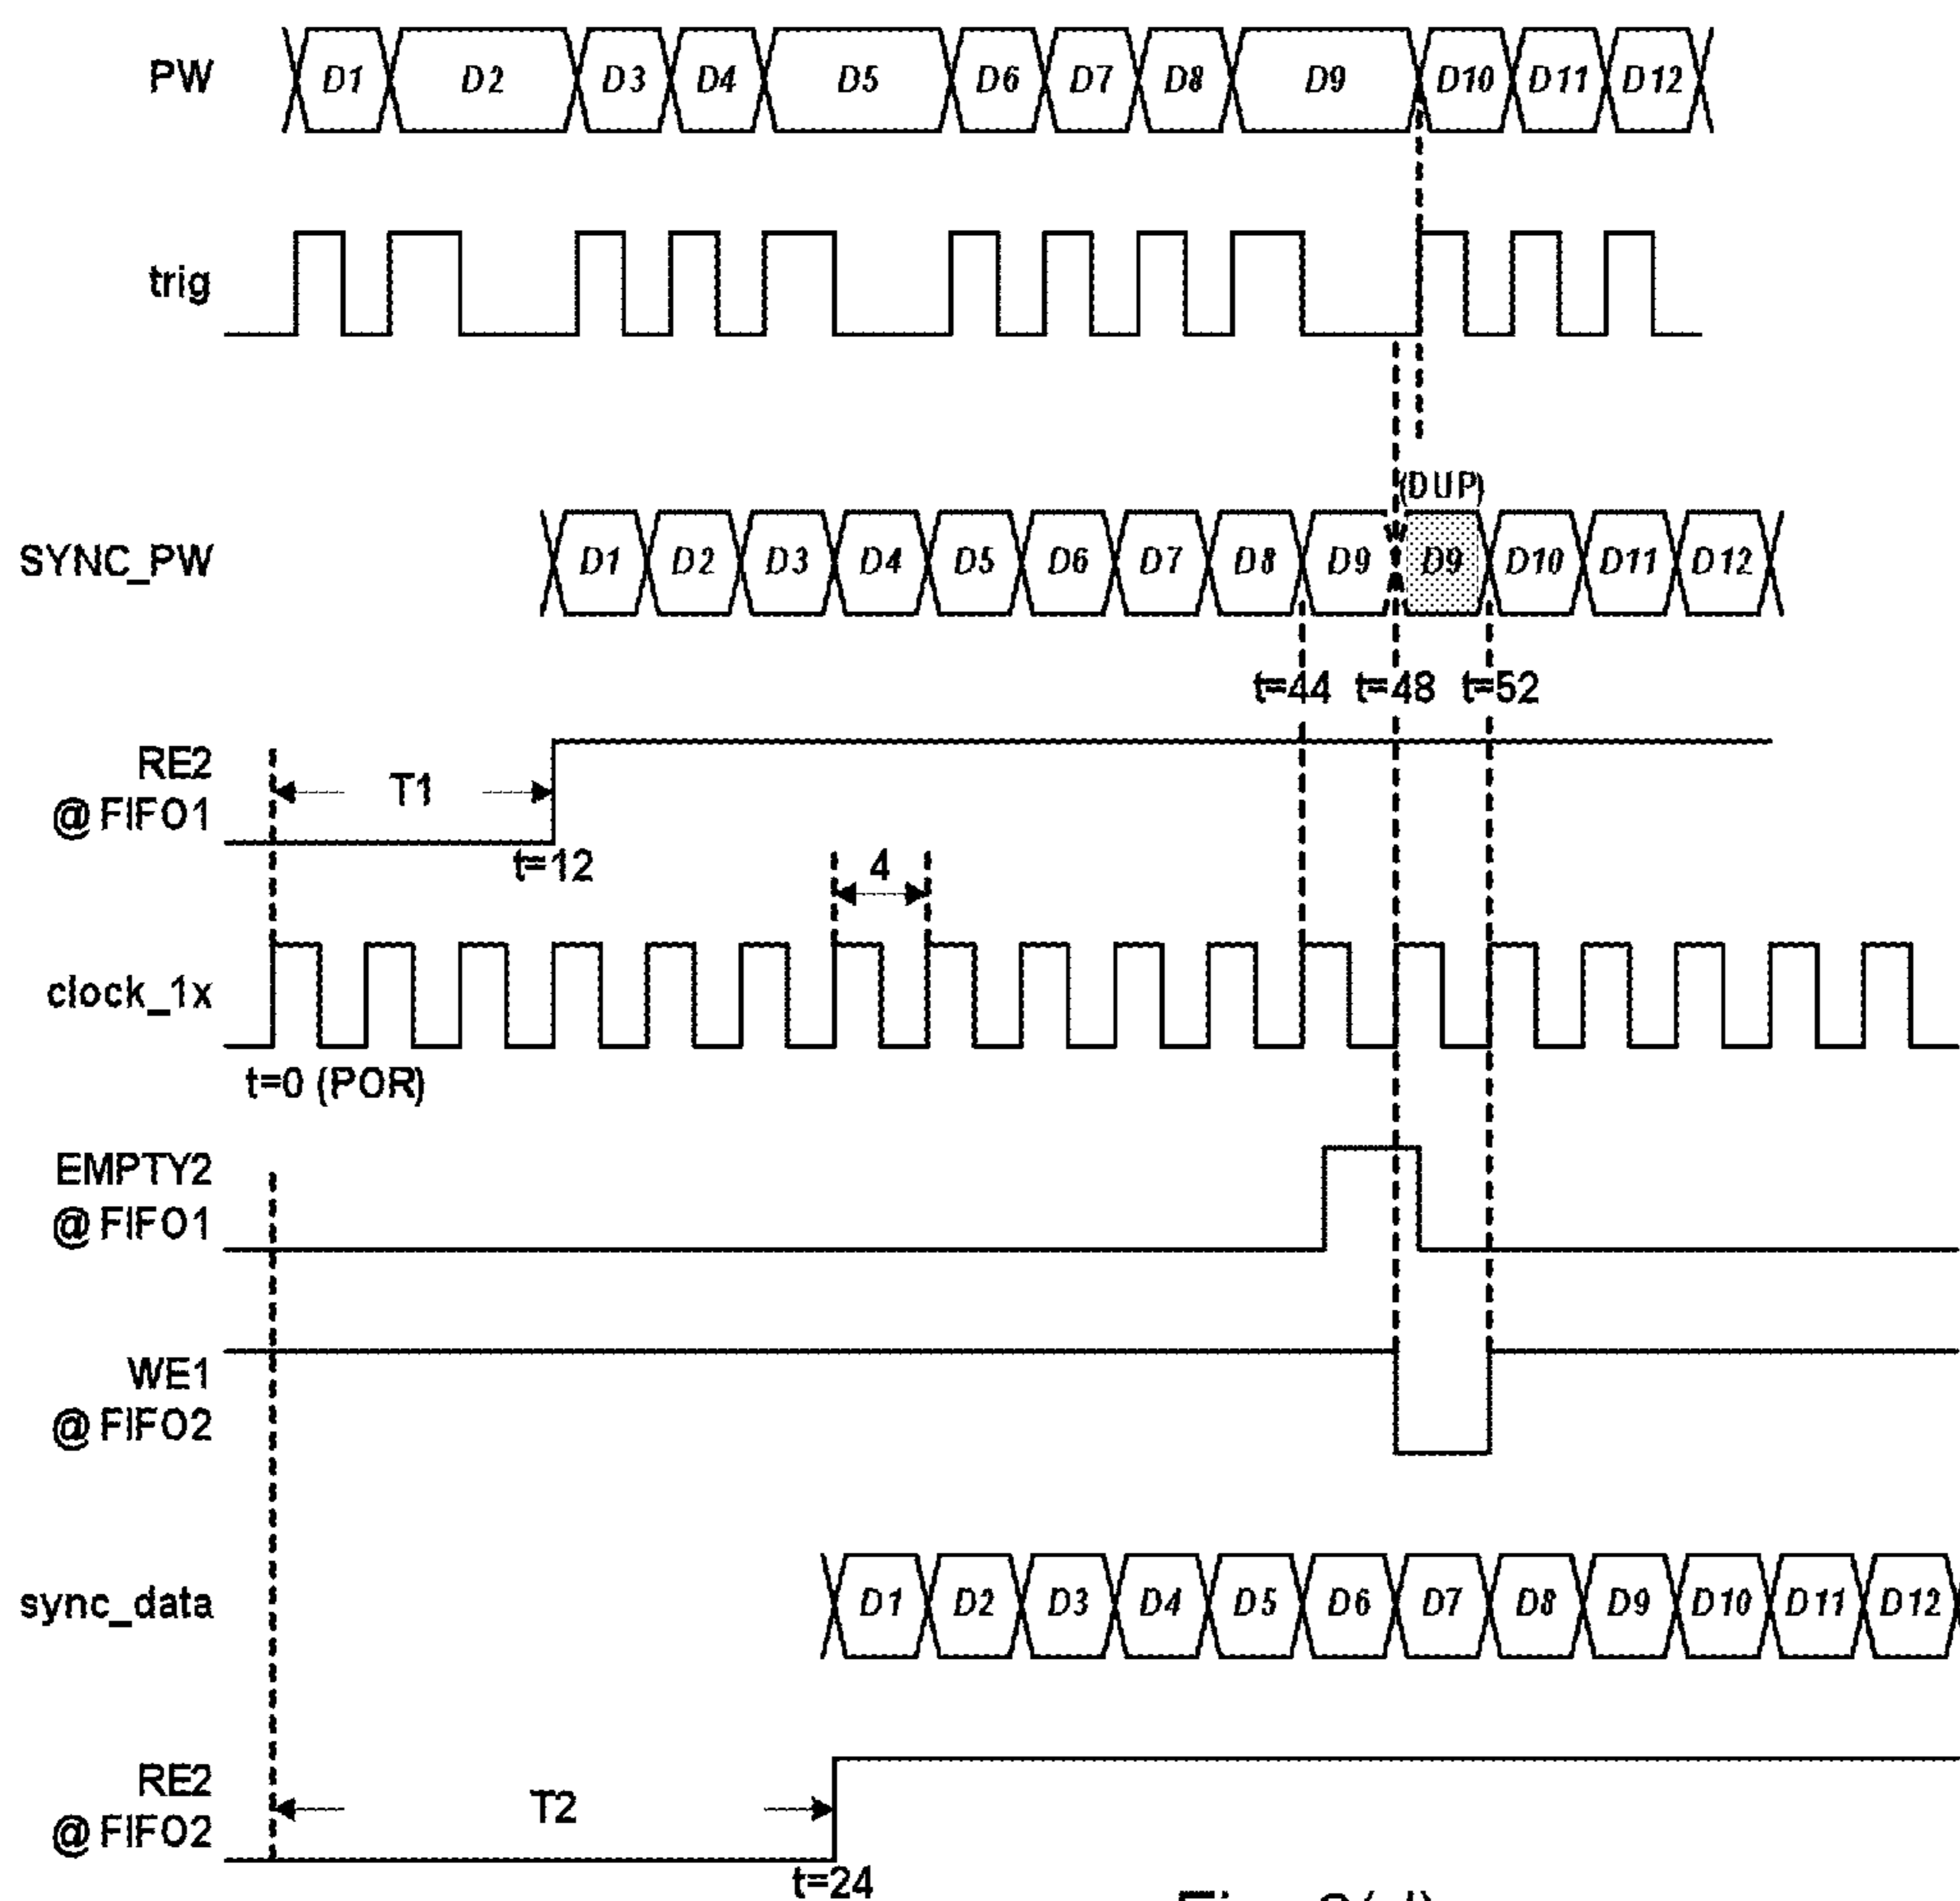 PW D1 D2 D3 D4 D5 D6 D7 D8 D9 D10 D11 D12
trig
(DUP)
SYNC_PW D1 D2 D3 D4 D5 D6 D7 D8 D9 D9 D10 D11 D12
t=44 t=48 t=52
RE2
@FIFO1
T1
t=12
4
clock_1x
t=0 (POR)
EMPTY2
@FIFO1
WE1
@FIFO2
sync_data D1 D2 D3 D4 D5 D6 D7 D8 D9 D10 D11 D12
RE2
@FIFO2
T2
t=24